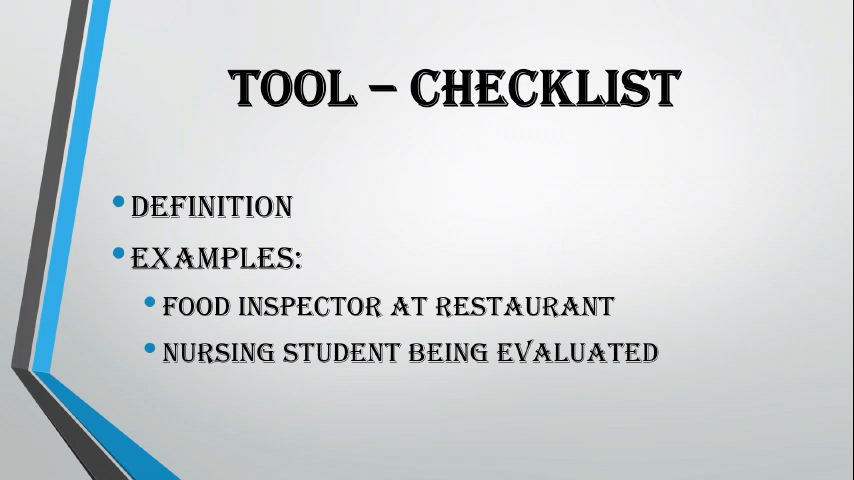 TOOL – CHECKLIST
• DEFINITION
• EXAMPLES:
• FOOD INSPECTOR AT RESTAURANT
• NURSING STUDENT BEING EVALUATED